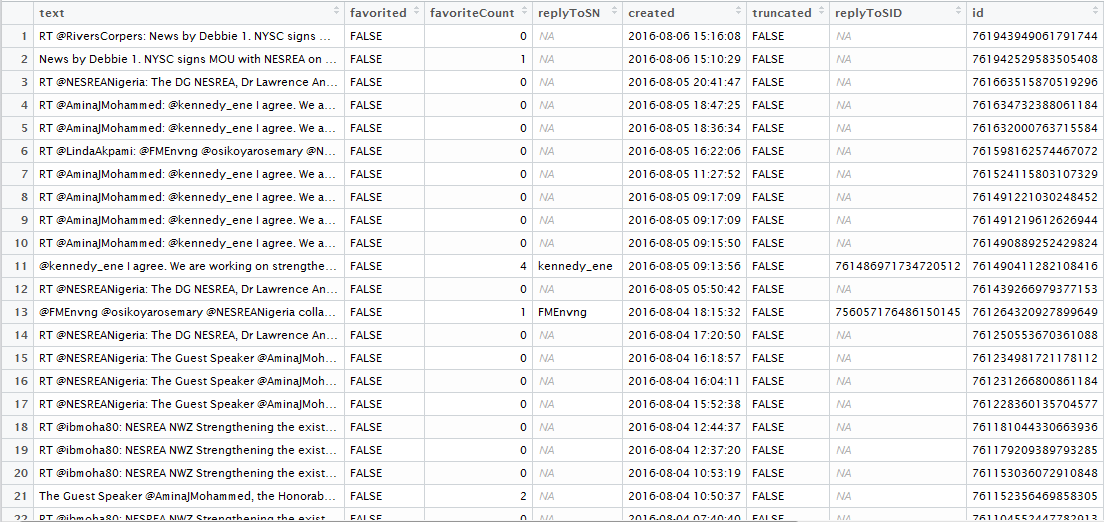 text favorited favoriteCount replyToSN created truncated replyToSID id
1 RT @RiversCorpers: News by Debbie 1. NYSC signs ... FALSE 0 NA 2016-08-06 15:16:08 FALSE NA 761943949061791744
2 News by Debbie 1. NYSC signs MOU with NESREA on ... FALSE 1 NA 2016-08-06 15:10:29 FALSE NA 761942529583505408
3 RT @NESREANigeria: The DG NESREA, Dr Lawrence An... FALSE 0 NA 2016-08-05 20:41:47 FALSE NA 761663515870519296
4 RT @AminaJMohammed: @kennedy_ene I agree. We a... FALSE 0 NA 2016-08-05 18:47:25 FALSE NA 761634732388061184
5 RT @AminaJMohammed: @kennedy_ene I agree. We a... FALSE 0 NA 2016-08-05 18:36:34 FALSE NA 761632000763715584
6 RT @LindaAkpami: @FMEnvng @osikoyarosemary @N... FALSE 0 NA 2016-08-05 16:22:06 FALSE NA 761598162574467072
7 RT @AminaJMohammed: @kennedy_ene I agree. We a... FALSE 0 NA 2016-08-05 11:27:52 FALSE NA 761524115803107329
8 RT @AminaJMohammed: @kennedy_ene I agree. We a... FALSE 0 NA 2016-08-05 09:17:09 FALSE NA 761491221030248452
9 RT @AminaJMohammed: @kennedy_ene I agree. We a... FALSE 0 NA 2016-08-05 09:17:09 FALSE NA 761491219612626944
10 RT @AminaJMohammed: @kennedy_ene I agree. We a... FALSE 0 NA 2016-08-05 09:15:50 FALSE NA 761490889252429824
11 @kennedy_ene I agree. We are working on strengthe... FALSE 4 kennedy_ene 2016-08-05 09:13:56 FALSE 761486971734720512 761490411282108416
12 RT @NESREANigeria: The DG NESREA, Dr Lawrence An... FALSE 0 NA 2016-08-05 05:50:42 FALSE NA 761439266979377153
13 @FMEnvng @osikoyarosemary @NESREANigeria colla... FALSE 1 FMEnvng 2016-08-04 18:15:32 FALSE 756057176486150145 761264320927899649
14 RT @NESREANigeria: The DG NESREA, Dr Lawrence An... FALSE 0 NA 2016-08-04 17:20:50 FALSE NA 761250553670361088
15 RT @NESREANigeria: The Guest Speaker @AminaJMoh... FALSE 0 NA 2016-08-04 16:18:57 FALSE NA 761234981721178112
16 RT @NESREANigeria: The Guest Speaker @AminaJMoh... FALSE 0 NA 2016-08-04 16:04:11 FALSE NA 761231266800861184
17 RT @NESREANigeria: The Guest Speaker @AminaJMoh... FALSE 0 NA 2016-08-04 15:52:38 FALSE NA 761228360135704577
18 RT @ibmoha80: NESREA NWZ Strengthening the exist... FALSE 0 NA 2016-08-04 12:44:37 FALSE NA 761181044330663936
19 RT @ibmoha80: NESREA NWZ Strengthening the exist... FALSE 0 NA 2016-08-04 12:37:20 FALSE NA 761179209389793285
20 RT @ibmoha80: NESREA NWZ Strengthening the exist... FALSE 0 NA 2016-08-04 10:53:19 FALSE NA 761153036072910848
21 The Guest Speaker @AminaJMohammed, the Honorab... FALSE 2 NA 2016-08-04 10:50:37 FALSE NA 761152356469858305
22 RT @ibmoha80: NESREA NWZ Strengthening the exist... FALSE 0 NA 2016-08-04 07:40:40 FALSE NA 761104552447782913